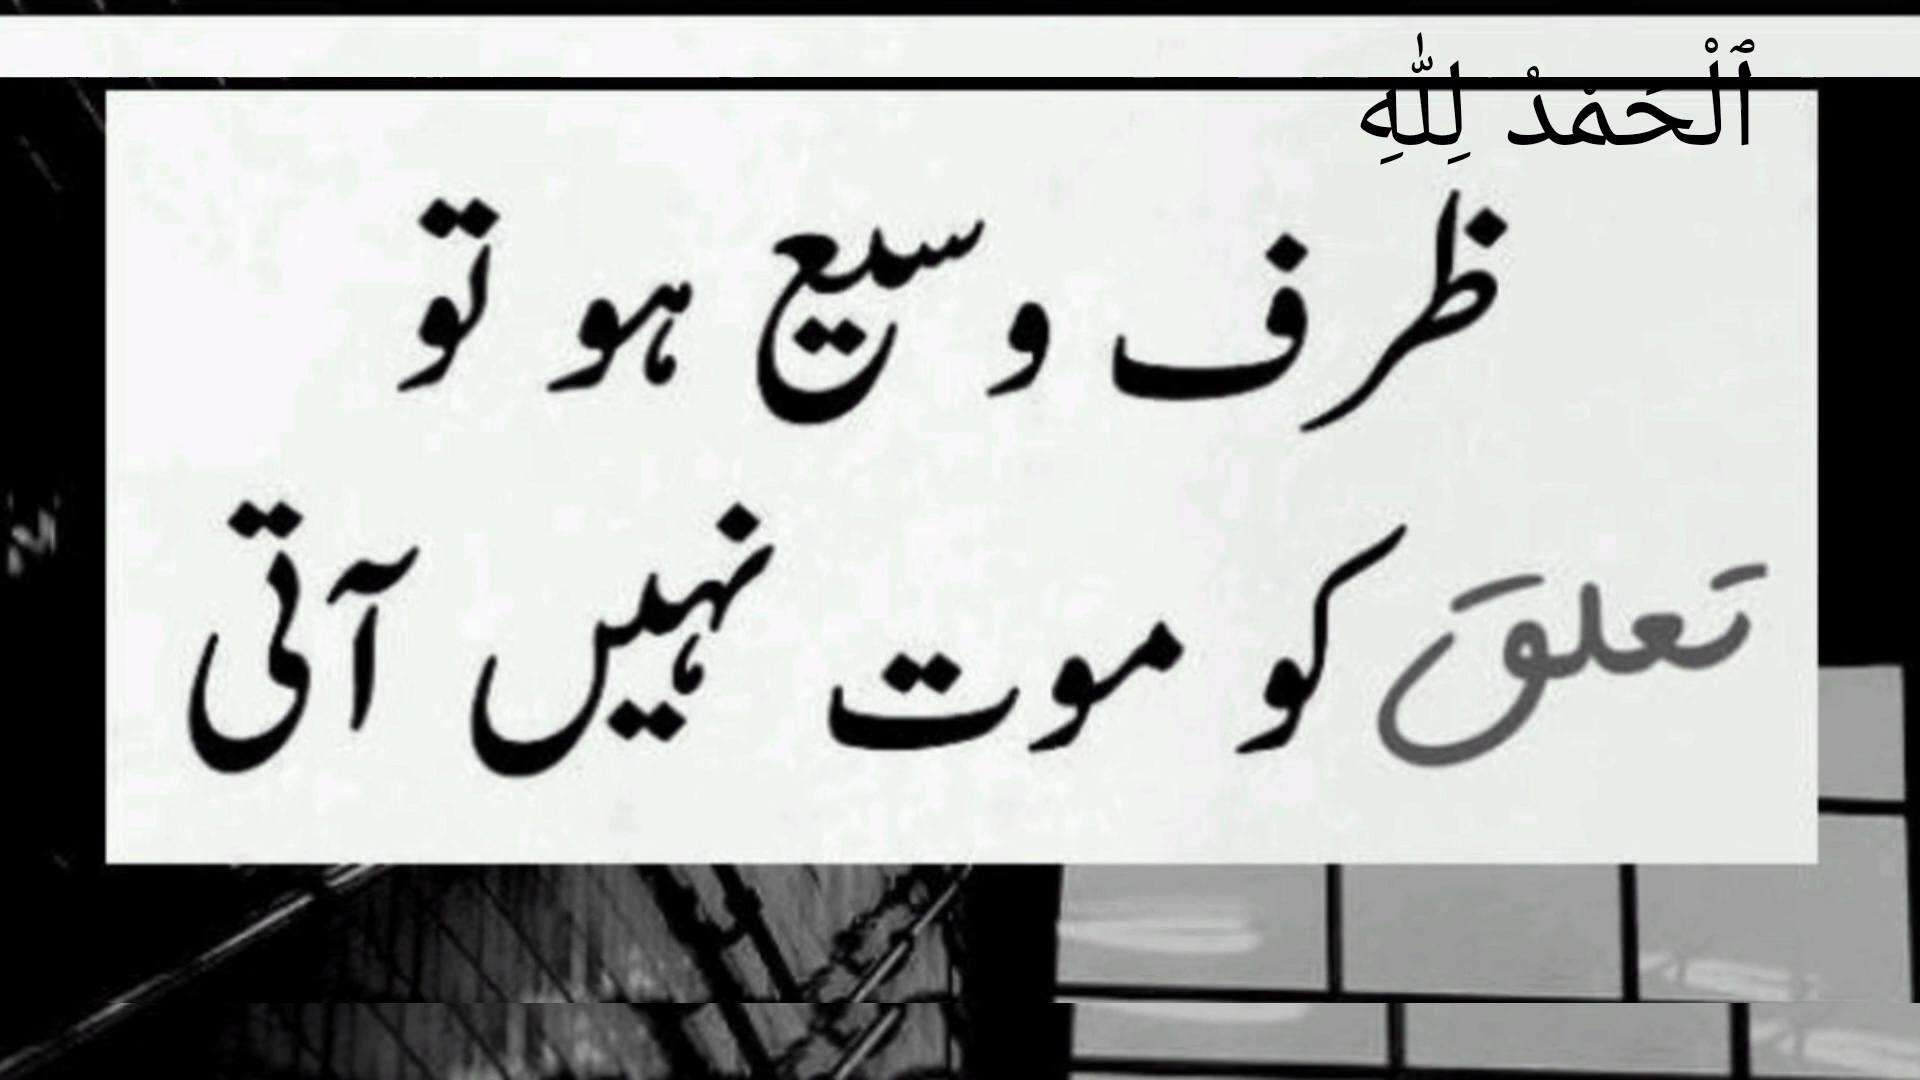 ٱلْحَمْدُ لِلّٰهِ
ظرف وسیع ہو تو
تعلق کو موت نہیں آتی